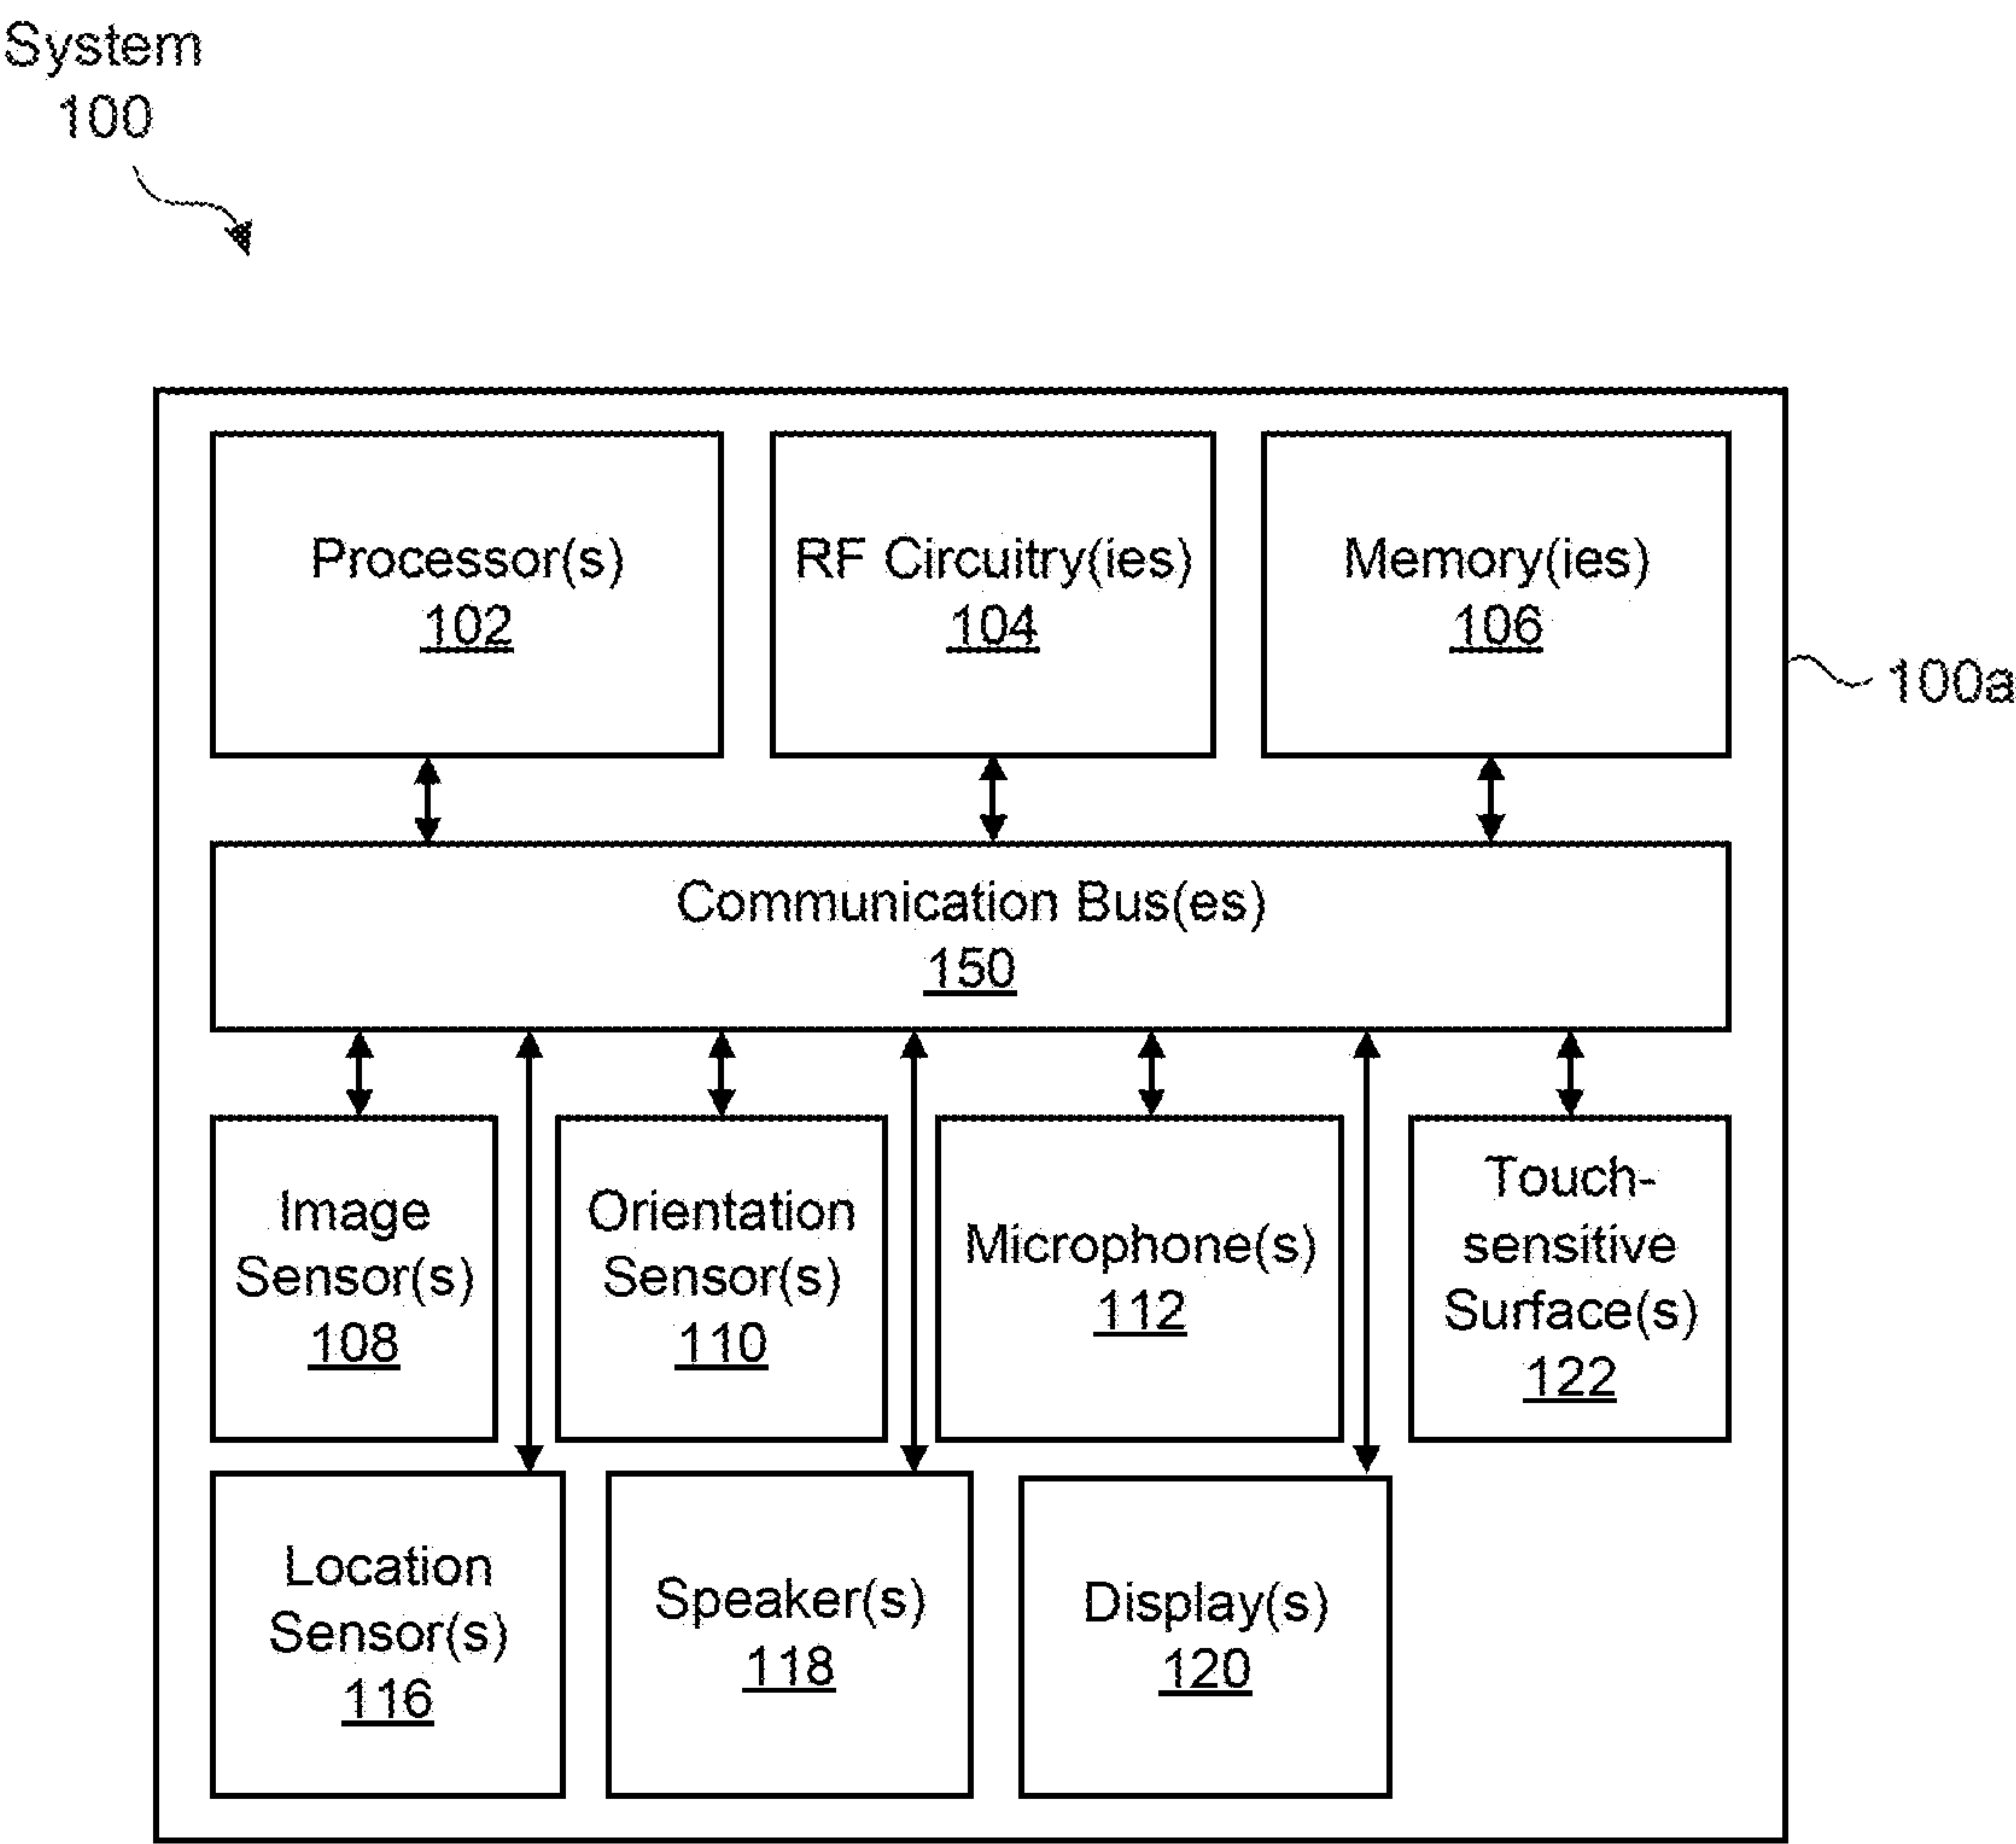 System
100
Processor(s)
102
RF Circuitry(ies)
104
Memory(ies)
106
100a
Communication Bus(es)
150
Image
Sensor(s)
108
Orientation
Sensor(s)
110
Microphone(s)
112
Touch-
sensitive
Surface(s)
122
Location
Sensor(s)
116
Speaker(s)
118
Display(s)
120